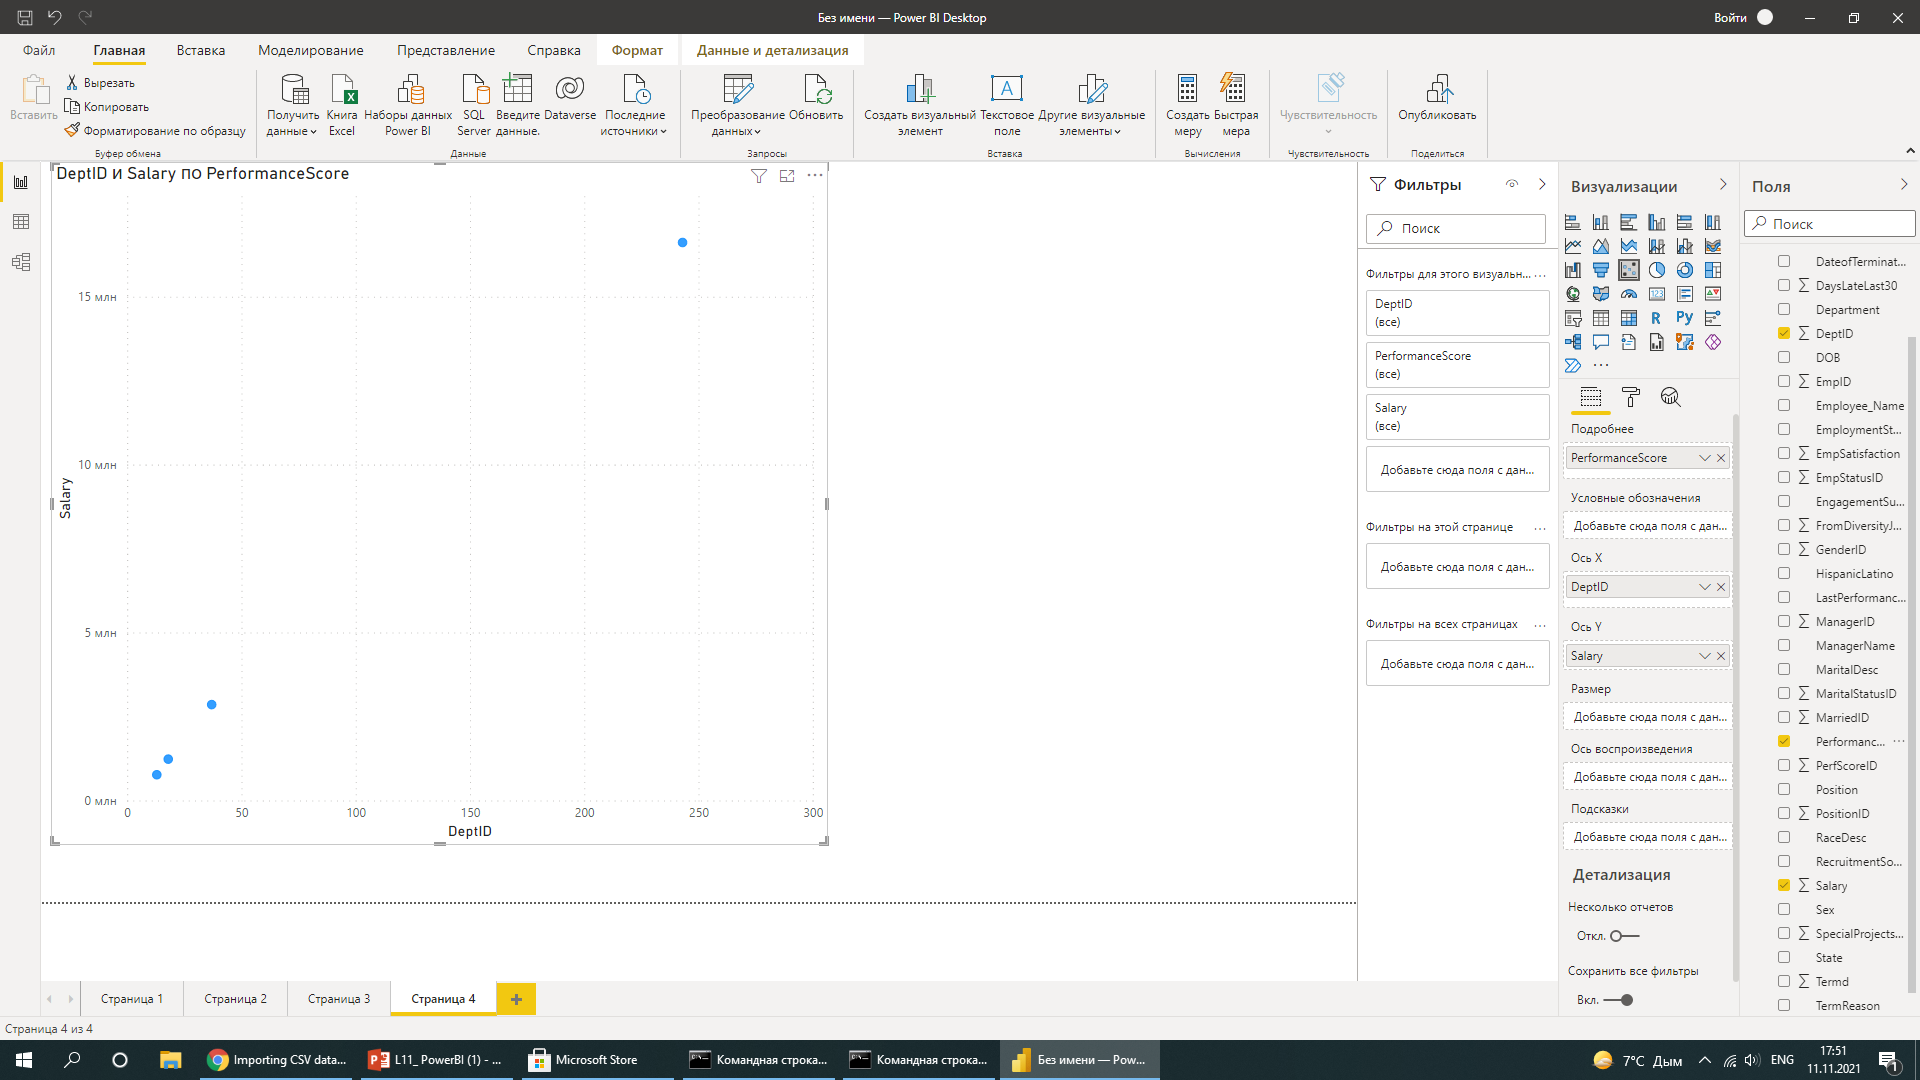 Без имени — Power BI Desktop
Войти
Файл
Главная
Вставка
Моделирование
Представление
Справка
Формат
Данные и детализация
Вставить
Вырезать
Копировать
Форматирование по образцу
Буфер обмена
Получить данные
Книга Excel
Наборы данных Power BI
SQL Server
Введите данные.
Dataverse
Последние источники
Данные
Преобразование данных
Обновить
Запросы
Создать визуальный элемент
Текстовое поле
Другие визуальные элементы
Вставка
Создать меру
Быстрая мера
Вычисления
Чувствительность
Чувствительность
Опубликовать
Поделиться
DeptID и Salary по PerformanceScore
15 млн
10 млн
5 млн
0 млн
Salary
0
50
100
150
200
250
300
DeptID
Фильтры
Поиск
Фильтры для этого визуальн...
DeptID
(все)
PerformanceScore
(все)
Salary
(все)
Добавьте сюда поля с дан...
Фильтры на этой странице
Добавьте сюда поля с дан...
Фильтры на всех страницах
Добавьте сюда поля с дан...
Визуализации
R
Py
123
Подробнее
PerformanceScore
Условные обозначения
Добавьте сюда поля с дан...
Ось X
DeptID
Ось Y
Salary
Размер
Добавьте сюда поля с дан...
Ось воспроизведения
Добавьте сюда поля с дан...
Подсказки
Добавьте сюда поля с дан...
Детализация
Несколько отчетов
Откл.
Сохранить все фильтры
Вкл.
Поля
Поиск
DateofTerminat...
DaysLateLast30
Department
DeptID
DOB
EmpID
Employee_Name
EmploymentSt...
EmpSatisfaction
EmpStatusID
EngagementSu...
FromDiversityJ...
GenderID
HispanicLatino
LastPerformanc...
ManagerID
ManagerName
MaritalDesc
MaritalStatusID
MarriedID
Performanc...
PerfScoreID
Position
PositionID
RaceDesc
RecruitmentSo...
Salary
Sex
SpecialProjects...
State
Termd
TermReason
Страница 1
Страница 2
Страница 3
Страница 4
Страница 4 из 4
Importing CSV data...
L11_ PowerBI (1) - ...
Microsoft Store
Командная строка...
Командная строка...
Без имени — Pow...
7°C Дым
ENG
17:51
11.11.2021
1